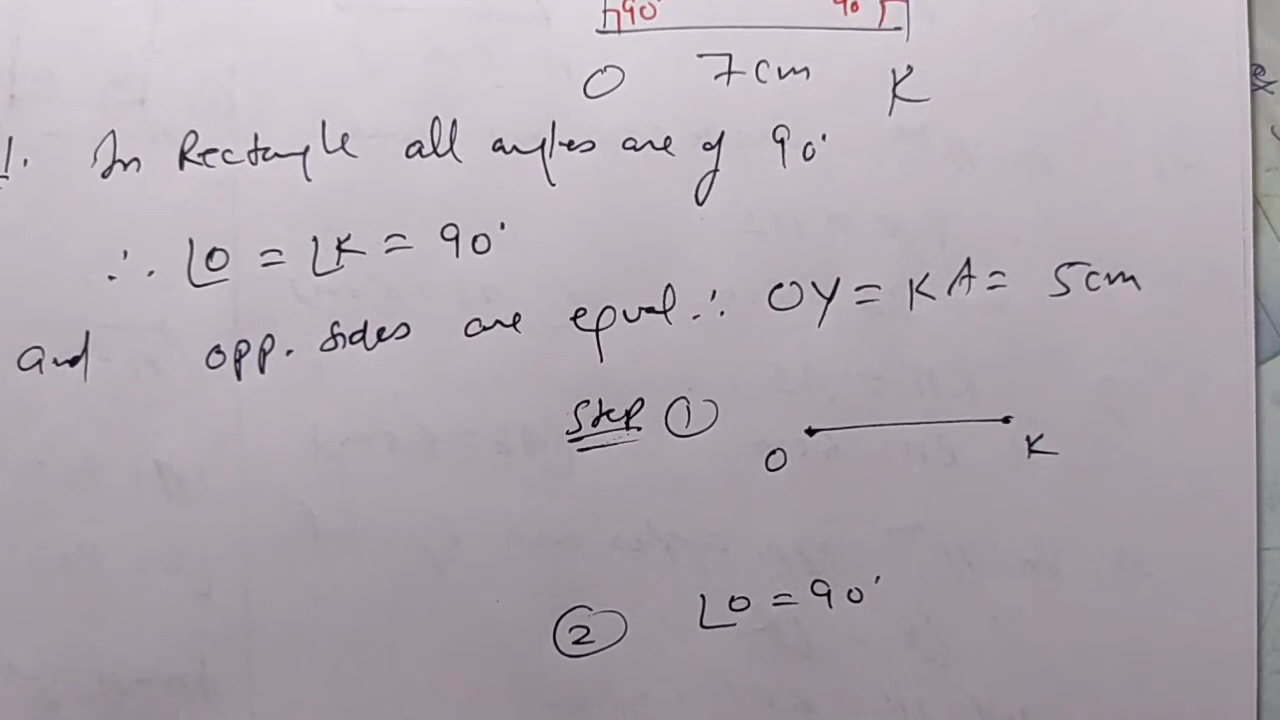 90° 90
O 7cm K
1. In Rectangle all angles are of 90°
∴ ∠O = ∠K = 90°
and opp. sides are equal ∴ OY = KA = 5cm
Step ①
O K
② ∠O = 90°